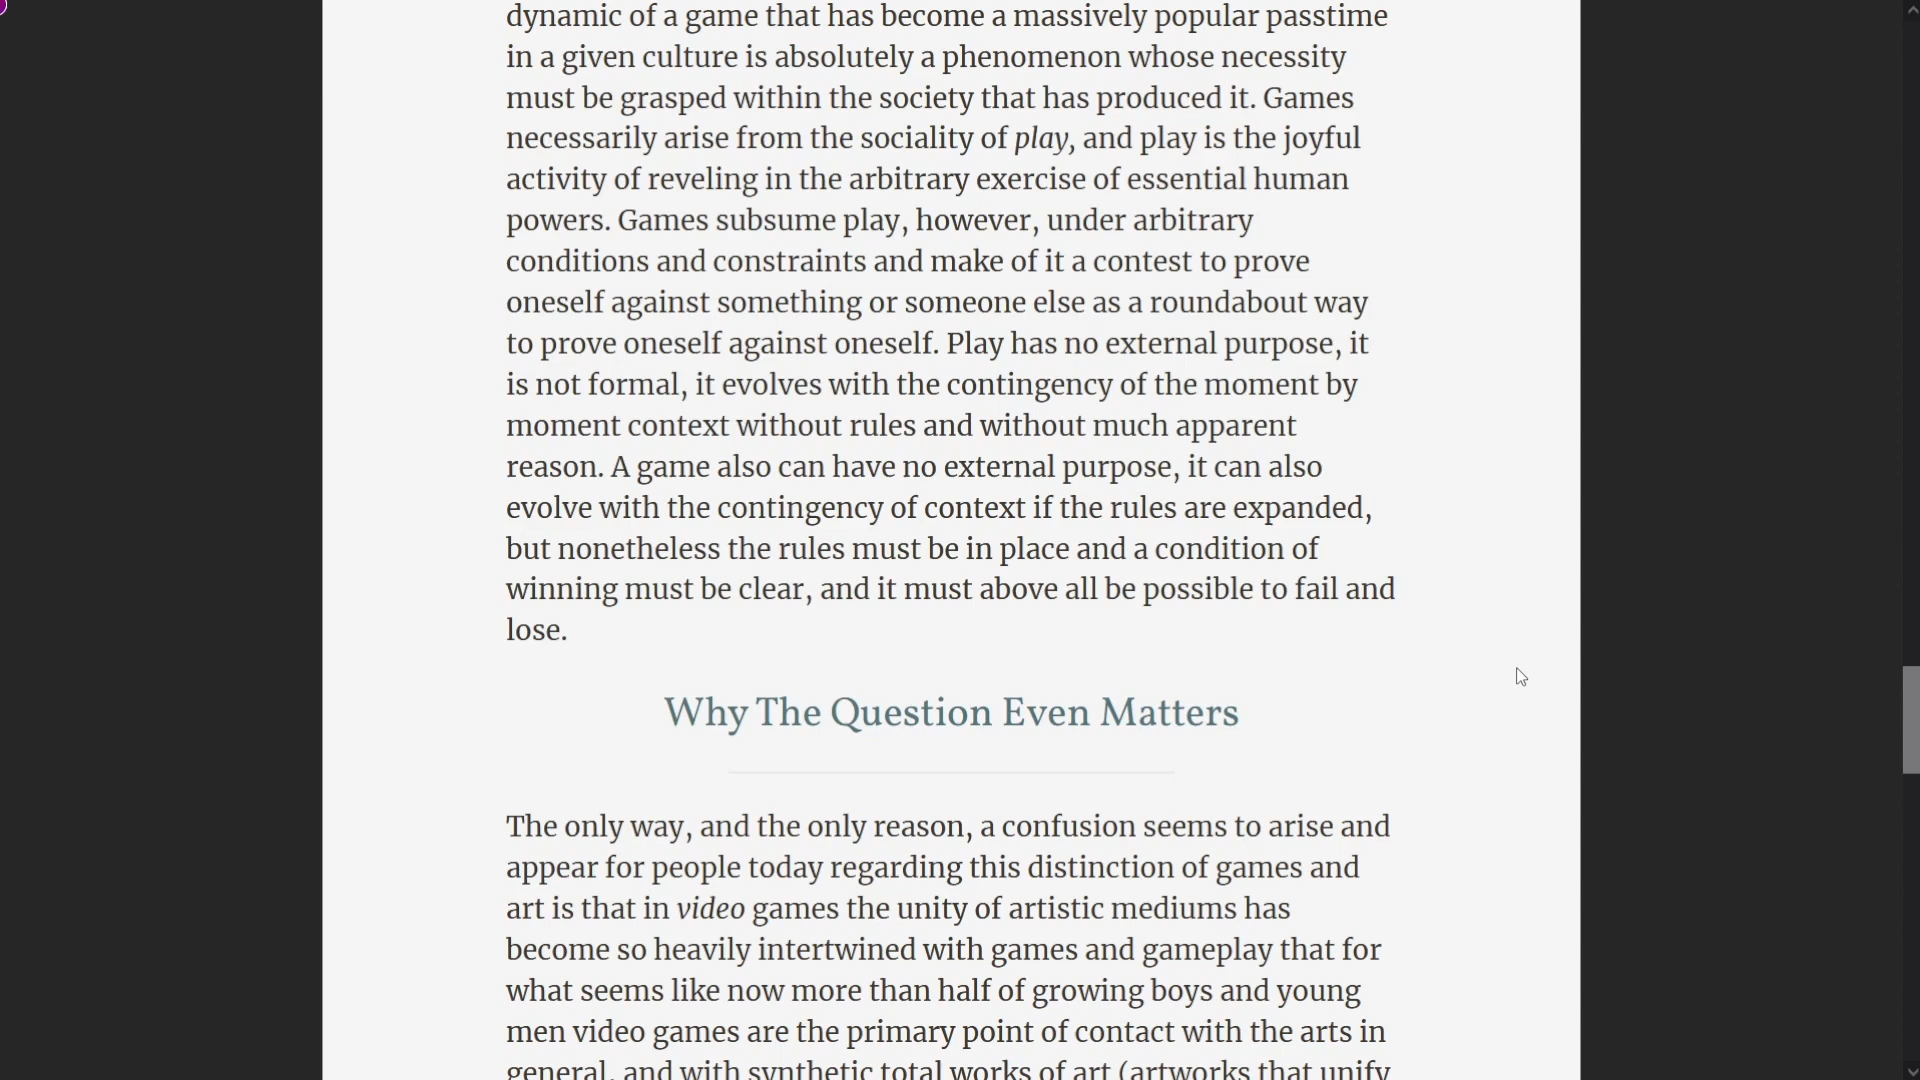 dynamic of a game that has become a massively popular passtime
in a given culture is absolutely a phenomenon whose necessity
must be grasped within the society that has produced it. Games
necessarily arise from the sociality of play, and play is the joyful
activity of reveling in the arbitrary exercise of essential human
powers. Games subsume play, however, under arbitrary
conditions and constraints and make of it a contest to prove
oneself against something or someone else as a roundabout way
to prove oneself against oneself. Play has no external purpose, it
is not formal, it evolves with the contingency of the moment by
moment context without rules and without much apparent
reason. A game also can have no external purpose, it can also
evolve with the contingency of context if the rules are expanded,
but nonetheless the rules must be in place and a condition of
winning must be clear, and it must above all be possible to fail and
lose.
Why The Question Even Matters
The only way, and the only reason, a confusion seems to arise and
appear for people today regarding this distinction of games and
art is that in video games the unity of artistic mediums has
become so heavily intertwined with games and gameplay that for
what seems like now more than half of growing boys and young
men video games are the primary point of contact with the arts in
general, and with synthetic total works of art (artworks that unify